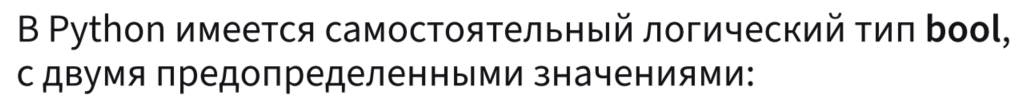 В Python имеется самостоятельный логический тип bool,
с двумя предопределенными значениями: